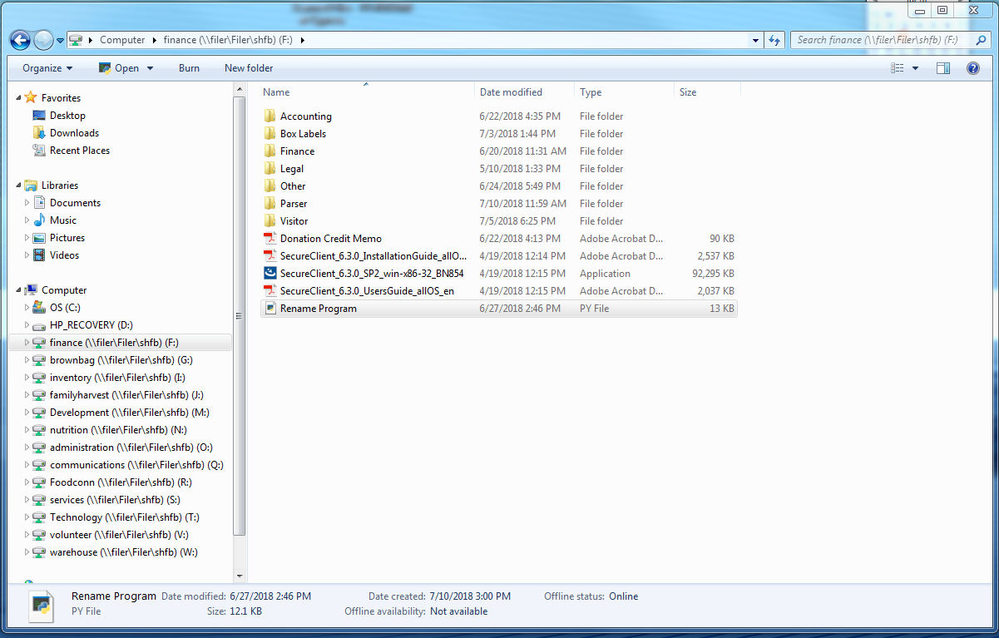 Computer finance (\\filer\Filer\shfb) (F:) Search finance (\\filer\Filer\shfb) (F:)
Organize Open Burn New folder
Favorites
Desktop
Downloads
Recent Places
Libraries
Documents
Music
Pictures
Videos
Computer
OS (C:)
HP_RECOVERY (D:)
finance (\\filer\Filer\shfb) (F:)
brownbag (\\filer\Filer\shfb) (G:)
inventory (\\filer\Filer\shfb) (I:)
familyharvest (\\filer\Filer\shfb) (J:)
Development (\\filer\Filer\shfb) (M:)
nutrition (\\filer\Filer\shfb) (N:)
administration (\\filer\Filer\shfb) (O:)
communications (\\filer\Filer\shfb) (Q:)
Foodconn (\\filer\Filer\shfb) (R:)
services (\\filer\Filer\shfb) (S:)
Technology (\\filer\Filer\shfb) (T:)
volunteer (\\filer\Filer\shfb) (V:)
warehouse (\\filer\Filer\shfb) (W:)
Name Date modified Type Size
Accounting 6/22/2018 4:35 PM File folder
Box Labels 7/3/2018 1:44 PM File folder
Finance 6/20/2018 11:31 AM File folder
Legal 5/10/2018 1:33 PM File folder
Other 6/24/2018 5:49 PM File folder
Parser 7/10/2018 11:59 AM File folder
Visitor 7/5/2018 6:25 PM File folder
Donation Credit Memo 6/22/2018 4:13 PM Adobe Acrobat D... 90 KB
SecureClient_6.3.0_InstallationGuide_allO... 4/19/2018 12:14 PM Adobe Acrobat D... 2,537 KB
SecureClient_6.3.0_SP2_win-x86-32_BN854 4/19/2018 12:15 PM Application 92,295 KB
SecureClient_6.3.0_UsersGuide_allOS_en 4/19/2018 12:15 PM Adobe Acrobat D... 2,037 KB
Rename Program 6/27/2018 2:46 PM PY File 13 KB
Rename Program Date modified: 6/27/2018 2:46 PM Date created: 7/10/2018 3:00 PM Offline status: Online
PY File Size: 12.1 KB Offline availability: Not available